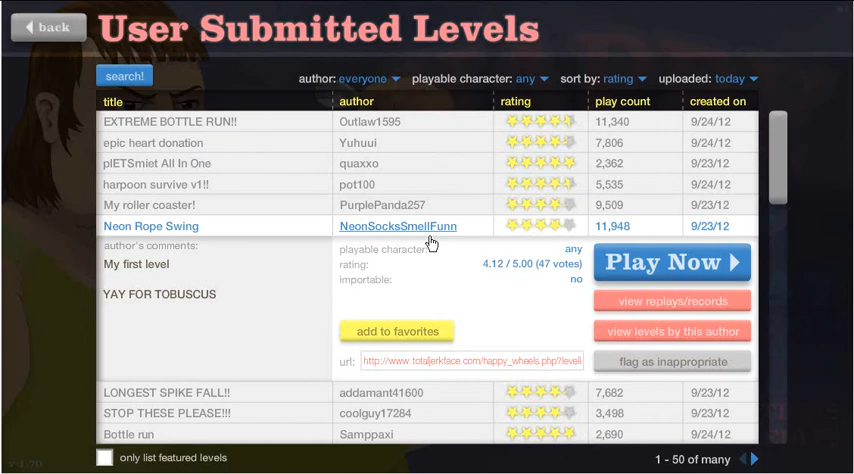 back
User Submitted Levels
search!
author: everyone playable character: any sort by: rating uploaded: today
title author rating play count created on
EXTREME BOTTLE RUN!! Outlaw1595 11,340 9/24/12
epic heart donation Yuhuui 7,806 9/24/12
plETSmiet All In One quaxxo 2,362 9/23/12
harpoon survive v1!! pot100 5,535 9/24/12
My roller coaster! PurplePanda257 9,509 9/23/12
Neon Rope Swing NeonSocksSmellFunn 11,948 9/23/12
author's comments:
My first level
YAY FOR TOBUSCUS
playable character: any
rating: 4.12 / 5.00 (47 votes)
importable: no
add to favorites
url: http://www.totaljerkface.com/happy_wheels.php?leveli
Play Now
view replays/records
view levels by this author
flag as inappropriate
LONGEST SPIKE FALL!! addamant41600 7,682 9/23/12
STOP THESE PLEASE!!! coolguy17284 3,498 9/23/12
Bottle run Samppaxi 2,690 9/24/12
only list featured levels
1 - 50 of many